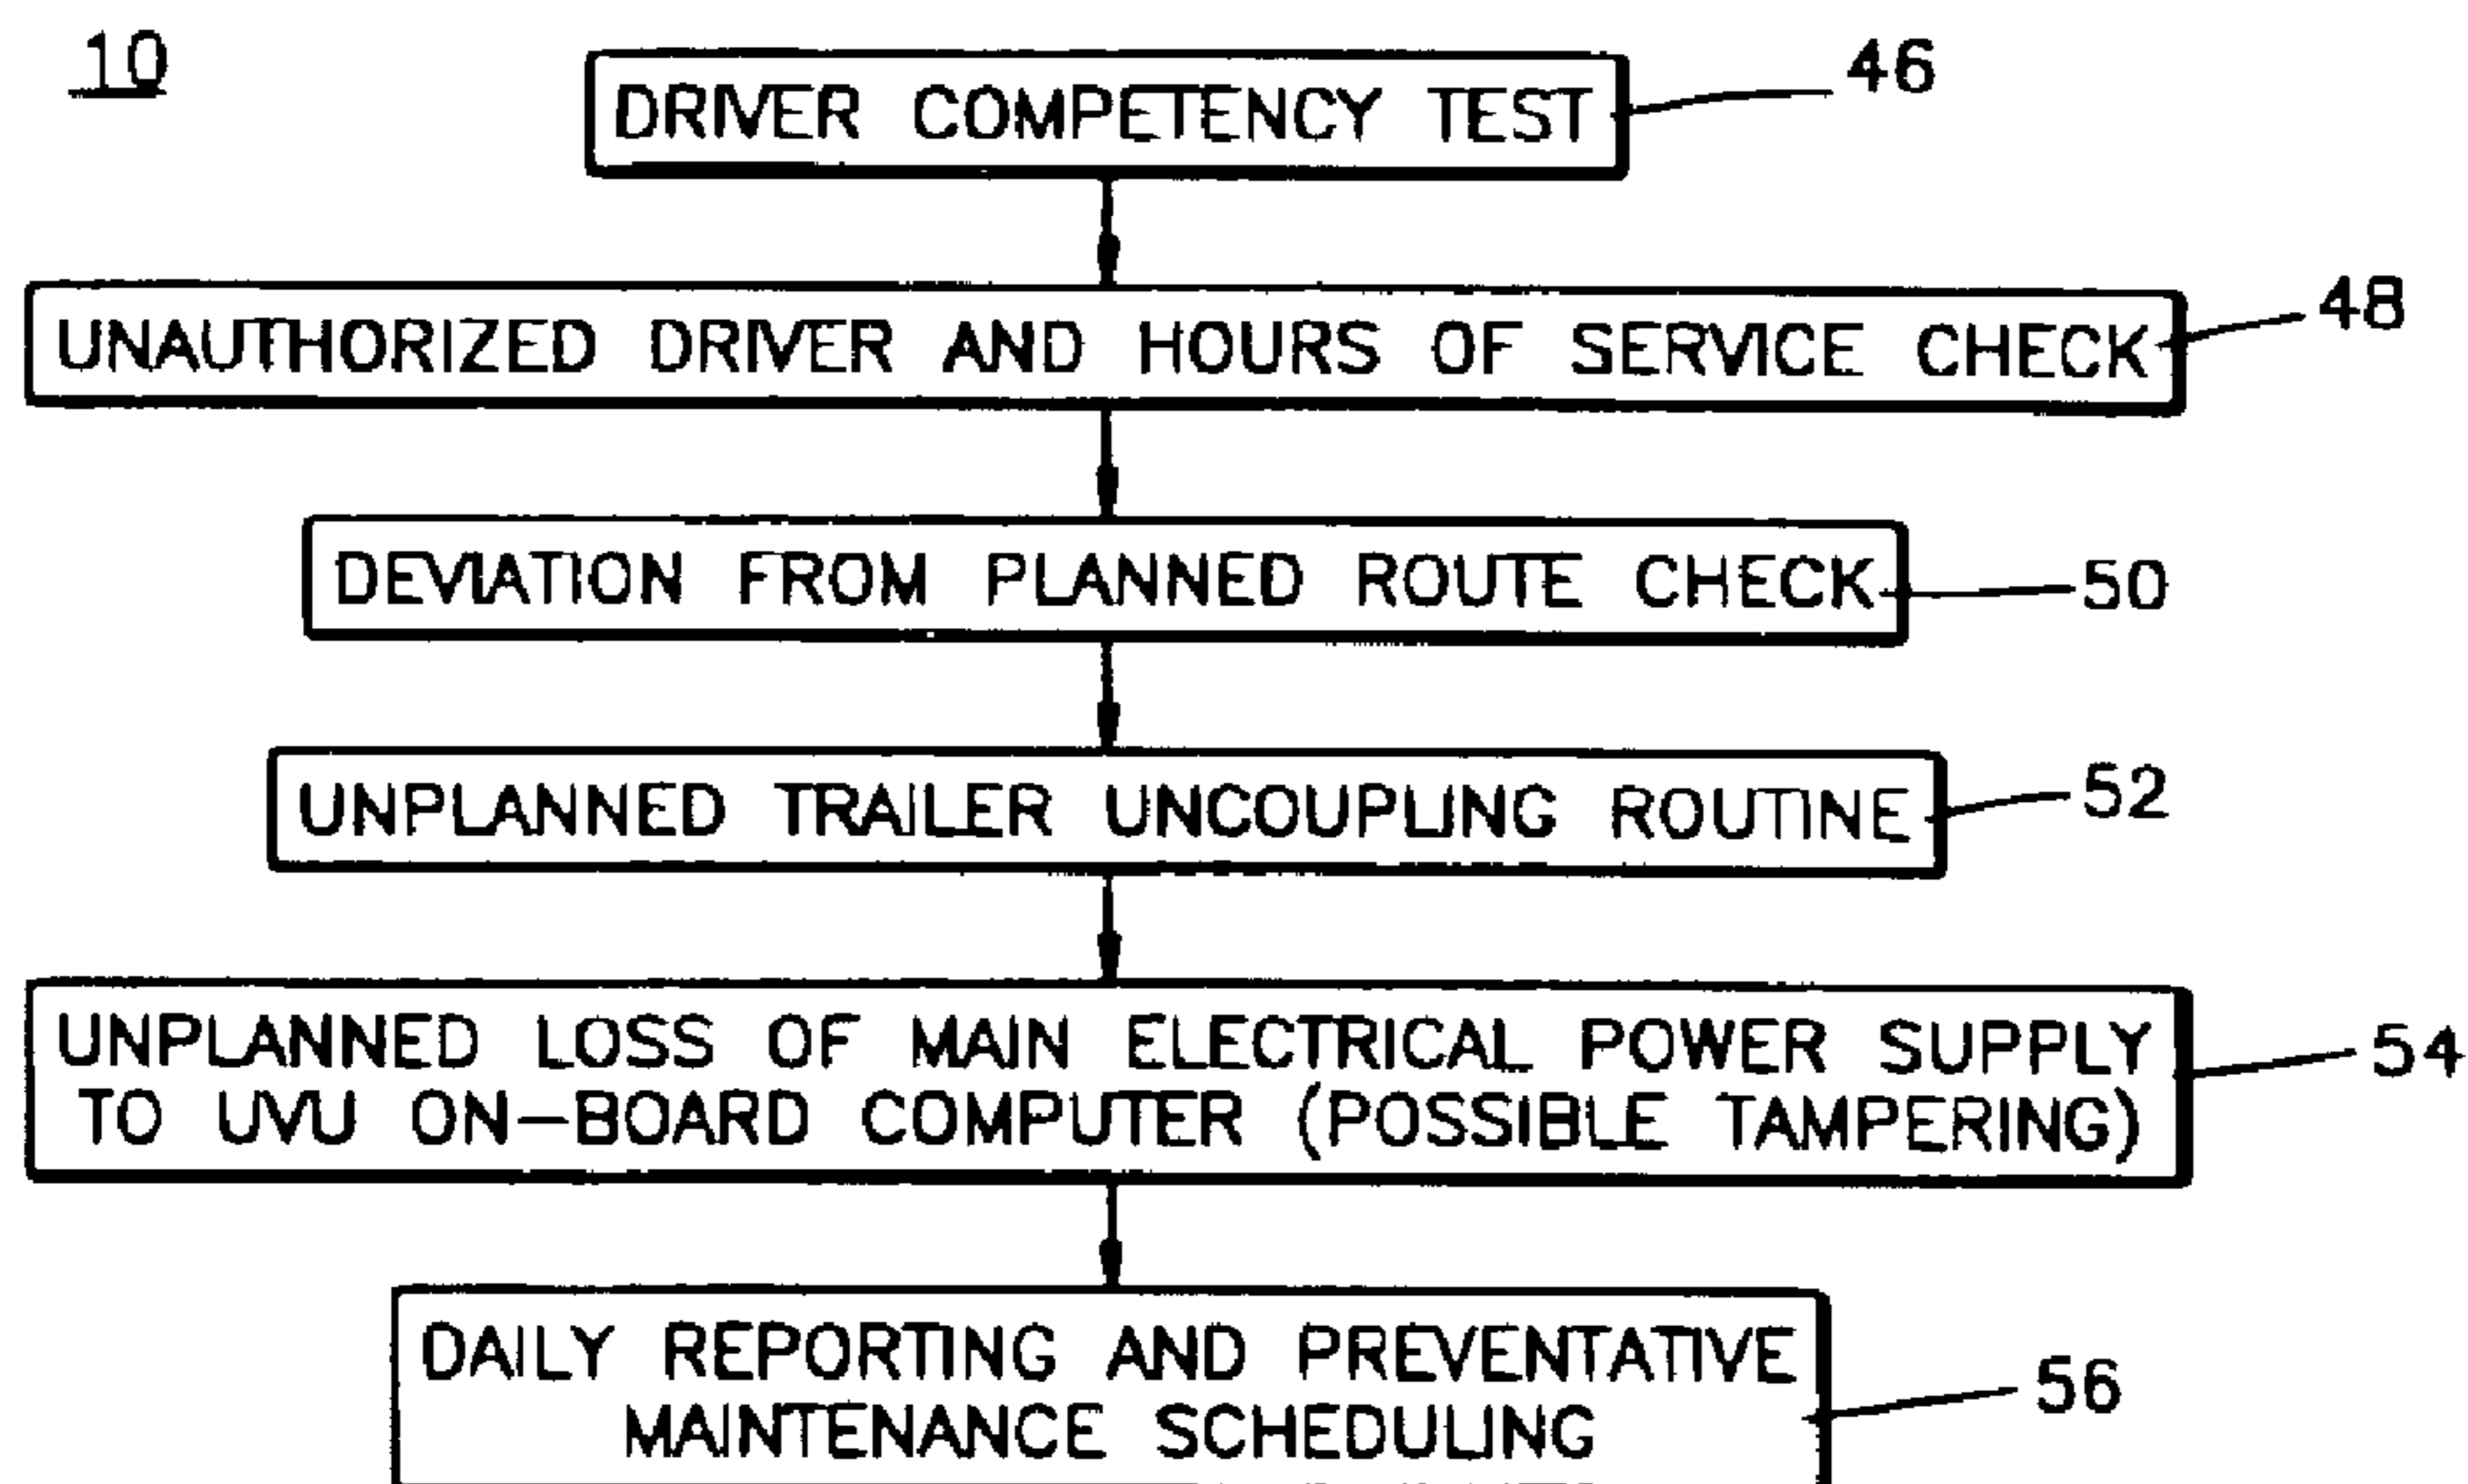 10
DRIVER COMPETENCY TEST
46
UNAUTHORIZED DRIVER AND HOURS OF SERVICE CHECK
48
DEVIATION FROM PLANNED ROUTE CHECK
50
UNPLANNED TRAILER UNCOUPLING ROUTINE
52
UNPLANNED LOSS OF MAIN ELECTRICAL POWER SUPPLY
TO UVU ON-BOARD COMPUTER (POSSIBLE TAMPERING)
54
DAILY REPORTING AND PREVENTATIVE
MAINTENANCE SCHEDULING
56